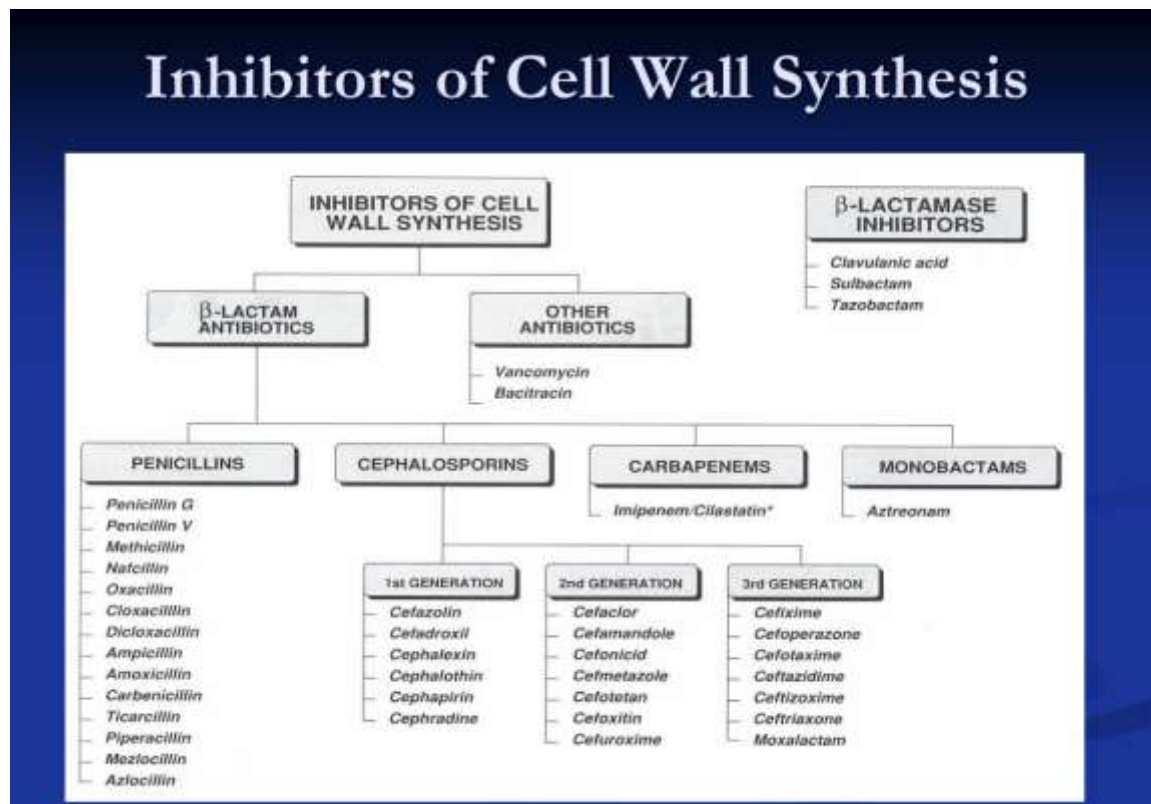 Inhibitors of Cell Wall Synthesis
INHIBITORS OF CELL
WALL SYNTHESIS
β-LACTAMASE
INHIBITORS
Clavulanic acid
Sulbactam
Tazobactam
β-LACTAM
ANTIBIOTICS
OTHER
ANTIBIOTICS
Vancomycin
Bacitracin
PENICILLINS
Penicillin G
Penicillin V
Methicillin
Nafcillin
Oxacillin
Cloxacilllin
Dicloxacillin
Ampicillin
Amoxicillin
Carbenicillin
Ticarcillin
Piperacillin
Mezlocillin
Azlocillin
CEPHALOSPORINS
1st GENERATION
Cefazolin
Cefadroxil
Cephalexin
Cephalothin
Cephapirin
Cephradine
2nd GENERATION
Cefaclor
Cefamandole
Cefonicid
Cefmetazole
Cefotetan
Cefoxitin
Cefuroxime
3rd GENERATION
Cefixime
Cefoperazone
Cefotaxime
Ceftazidime
Ceftizoxime
Ceftriaxone
Moxalactam
CARBAPENEMS
Imipenem/Cilastatin*
MONOBACTAMS
Aztreonam